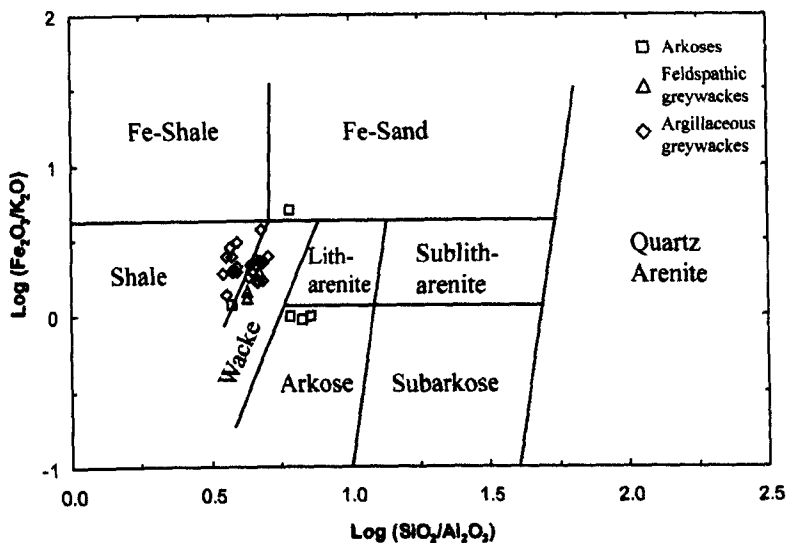 2
1
0
-1
Log (Fe₂O₃/K₂O)
Arkoses
Feldspathic
greywackes
Argillaceous
greywackes
Fe-Shale
Fe-Sand
Shale
Wacke
Lith-
arenite
Sublith-
arenite
Quartz
Arenite
Arkose
Subarkose
0.0
0.5
1.0
1.5
2.0
2.5
Log (SiO₂/Al₂O₃)